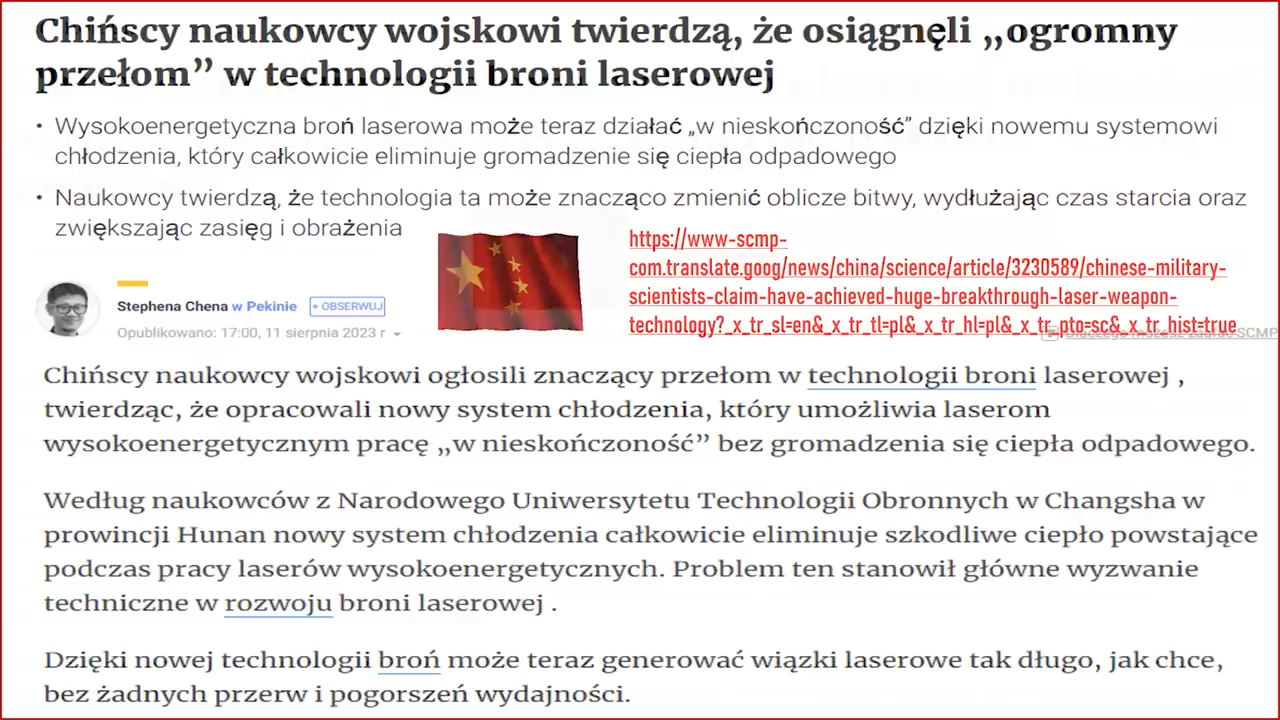 Chińscy naukowcy wojskowi twierdzą, że osiągnęli „ogromny
przełom” w technologii broni laserowej
• Wysokoenergetyczna broń laserowa może teraz działać „w nieskończoność” dzięki nowemu systemowi
chłodzenia, który całkowicie eliminuje gromadzenie się ciepła odpadowego
• Naukowcy twierdzą, że technologia ta może znacząco zmienić oblicze bitwy, wydłużając czas starcia oraz
zwiększając zasięg i obrażenia
https://www-scmp-
com.translate.goog/news/china/science/article/3230589/chinese-military-
scientists-claim-have-achieved-huge-breakthrough-laser-weapon-
technology?_x_tr_sl=en&_x_tr_tl=pl&_x_tr_hl=pl&_x_tr_pto=sc&_x_tr_hist=true
Stephena Chena w Pekinie + OBSERWUJ
Opublikowano: 17:00, 11 sierpnia 2023 r
Dlaczego możesz zaufać SCMP
Chińscy naukowcy wojskowi ogłosili znaczący przełom w technologii broni laserowej ,
twierdząc, że opracowali nowy system chłodzenia, który umożliwia laserom
wysokoenergetycznym pracę „w nieskończoność” bez gromadzenia się ciepła odpadowego.
Według naukowców z Narodowego Uniwersytetu Technologii Obronnych w Changsha w
prowincji Hunan nowy system chłodzenia całkowicie eliminuje szkodliwe ciepło powstające
podczas pracy laserów wysokoenergetycznych. Problem ten stanowił główne wyzwanie
techniczne w rozwoju broni laserowej .
Dzięki nowej technologii broń może teraz generować wiązki laserowe tak długo, jak chce,
bez żadnych przerw i pogorszeń wydajności.